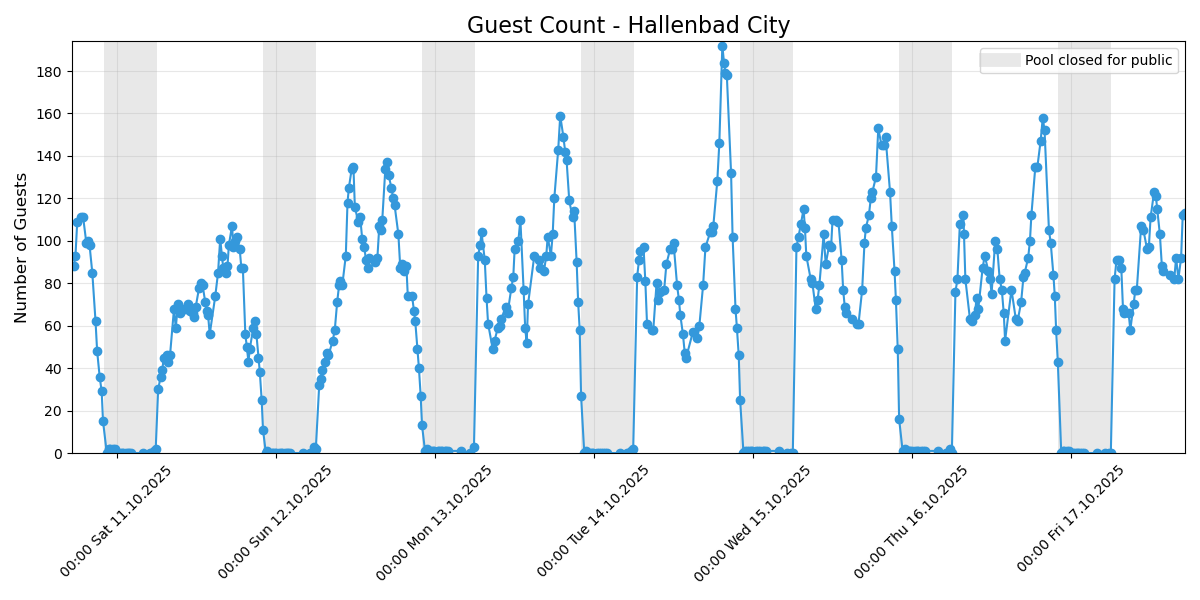 Guest Count - Hallenbad City
Pool closed for public
Number of Guests
180
160
140
120
100
80
60
40
20
0
00:00 Sat 11.10.2025
00:00 Sun 12.10.2025
00:00 Mon 13.10.2025
00:00 Tue 14.10.2025
00:00 Wed 15.10.2025
00:00 Thu 16.10.2025
00:00 Fri 17.10.2025